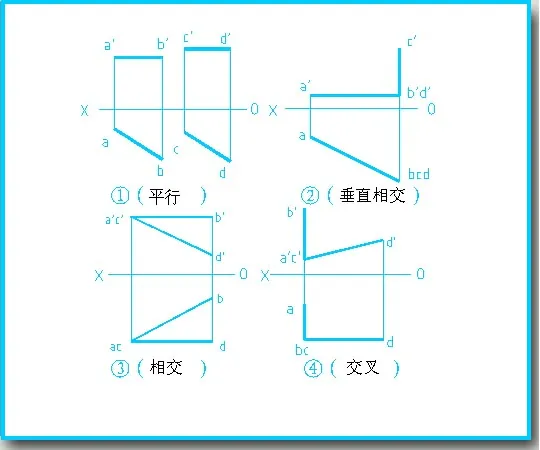 a' b' c' d'
X O
a b c d
① ( 平行 )
c'
a' b'd'
X O
a
bcd
② ( 垂直相交 )
a'c' b'
d'
X O
b
ac d
③ ( 相交 )
b'
a'c' d'
X O
a
bc d
④ ( 交叉 )